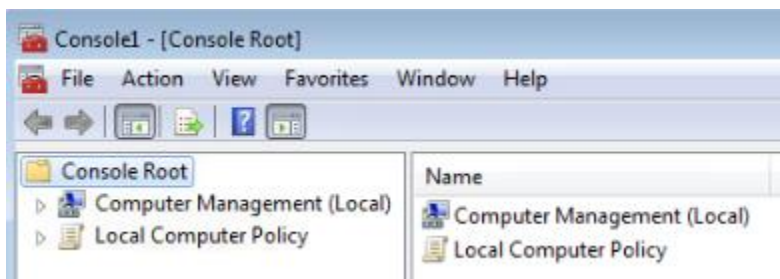 Console1 - [Console Root]
File Action View Favorites Window Help
Console Root
Computer Management (Local)
Local Computer Policy
Name
Computer Management (Local)
Local Computer Policy